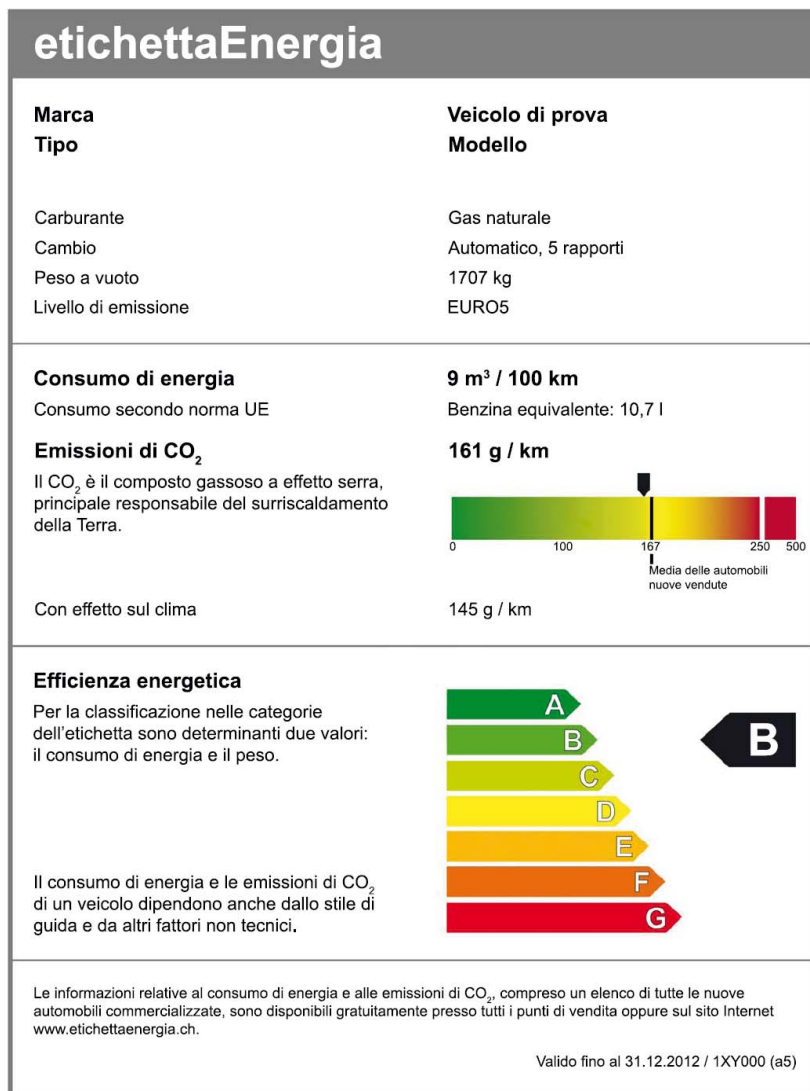 etichettaEnergia
Marca Veicolo di prova
Tipo Modello
Carburante Gas naturale
Cambio Automatico, 5 rapporti
Peso a vuoto 1707 kg
Livello di emissione EURO5
Consumo di energia 9 m³ / 100 km
Consumo secondo norma UE Benzina equivalente: 10,7 l
Emissioni di CO₂ 161 g / km
Il CO₂ è il composto gassoso a effetto serra,
principale responsabile del surriscaldamento
della Terra.
0 100 167 250 500
Media delle automobili
nuove vendute
Con effetto sul clima 145 g / km
Efficienza energetica
Per la classificazione nelle categorie
dell'etichetta sono determinanti due valori:
il consumo di energia e il peso.
A
B
B
C
D
E
F
G
Il consumo di energia e le emissioni di CO₂
di un veicolo dipendono anche dallo stile di
guida e da altri fattori non tecnici.
Le informazioni relative al consumo di energia e alle emissioni di CO₂, compreso un elenco di tutte le nuove
automobili commercializzate, sono disponibili gratuitamente presso tutti i punti di vendita oppure sul sito Internet
www.etichettaenergia.ch.
Valido fino al 31.12.2012 / 1XY000 (a5)